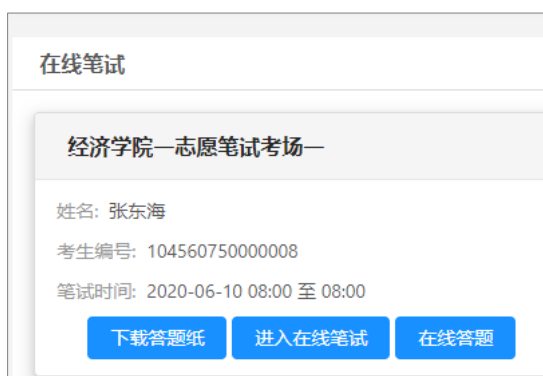 在线笔试
经济学院一志愿笔试考场一
姓名: 张东海
考生编号: 104560750000008
笔试时间: 2020-06-10 08:00 至 08:00
下载答题纸 进入在线笔试 在线答题